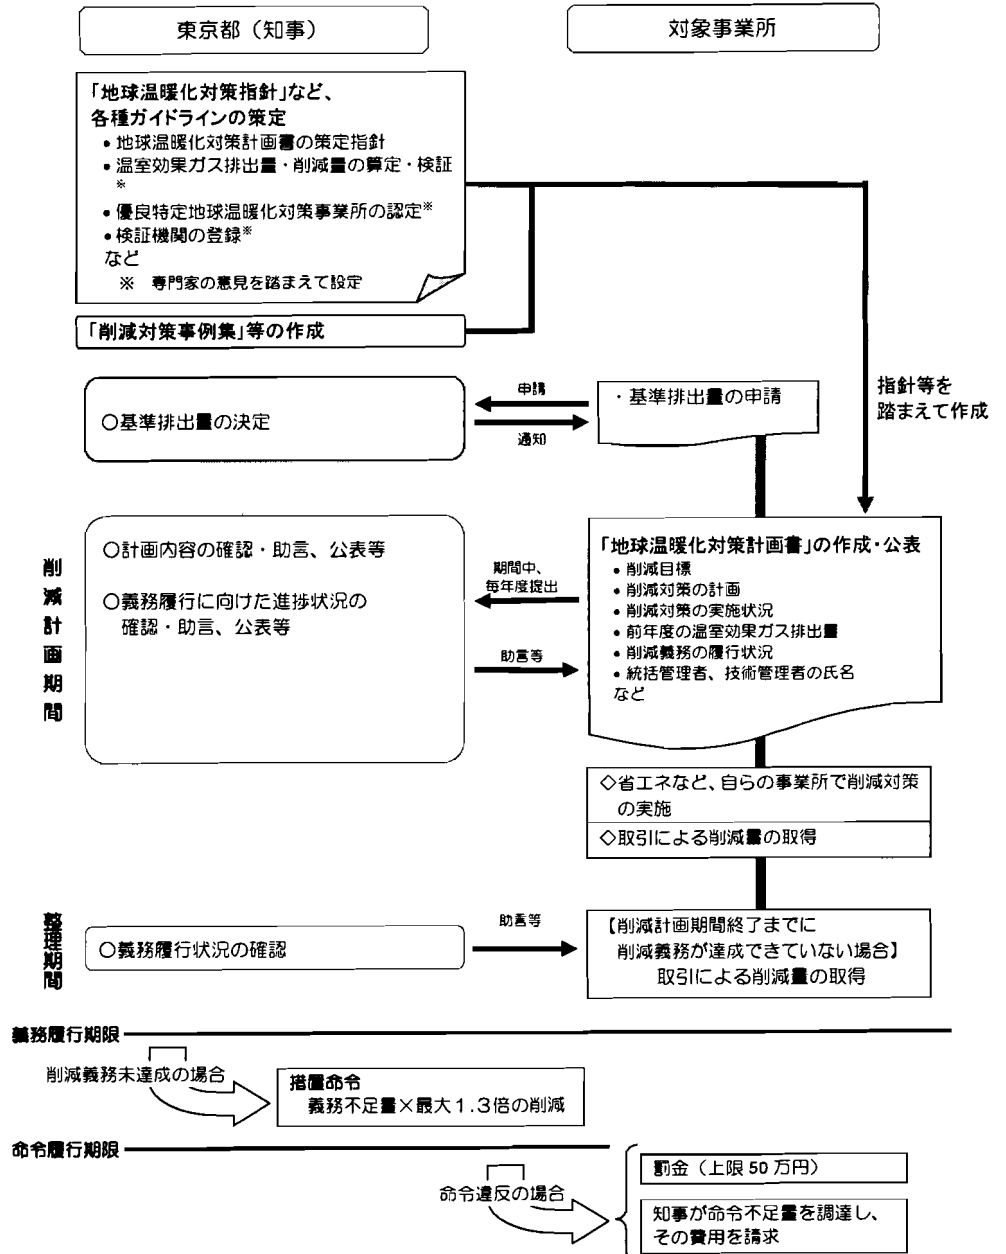 東京都（知事）
対象事業所
「地球温暖化対策指針」など、
各種ガイドラインの策定
• 地球温暖化対策計画書の策定指針
• 温室効果ガス排出量・削減量の算定・検証
※
• 優良特定地球温暖化対策事業所の認定※
• 検証機関の登録※
など
※　専門家の意見を踏まえて設定
「削減対策事例集」等の作成
指針等を
踏まえて作成
○基準排出量の決定
申請
通知
・基準排出量の申請
削減計画期間
○計画内容の確認・助言、公表等
○義務履行に向けた進捗状況の
確認・助言、公表等
期間中、
毎年度提出
助言等
「地球温暖化対策計画書」の作成・公表
• 削減目標
• 削減対策の計画
• 削減対策の実施状況
• 前年度の温室効果ガス排出量
• 削減義務の履行状況
• 統括管理者、技術管理者の氏名
など
◇省エネなど、自らの事業所で削減対策
の実施
◇取引による削減量の取得
整理期間
○義務履行状況の確認
助言等
【削減計画期間終了までに
削減義務が達成できていない場合】
取引による削減量の取得
義務履行期限
削減義務未達成の場合
措置命令
義務不足量×最大1.3倍の削減
命令履行期限
命令違反の場合
罰金（上限50万円）
知事が命令不足量を調達し、
その費用を請求